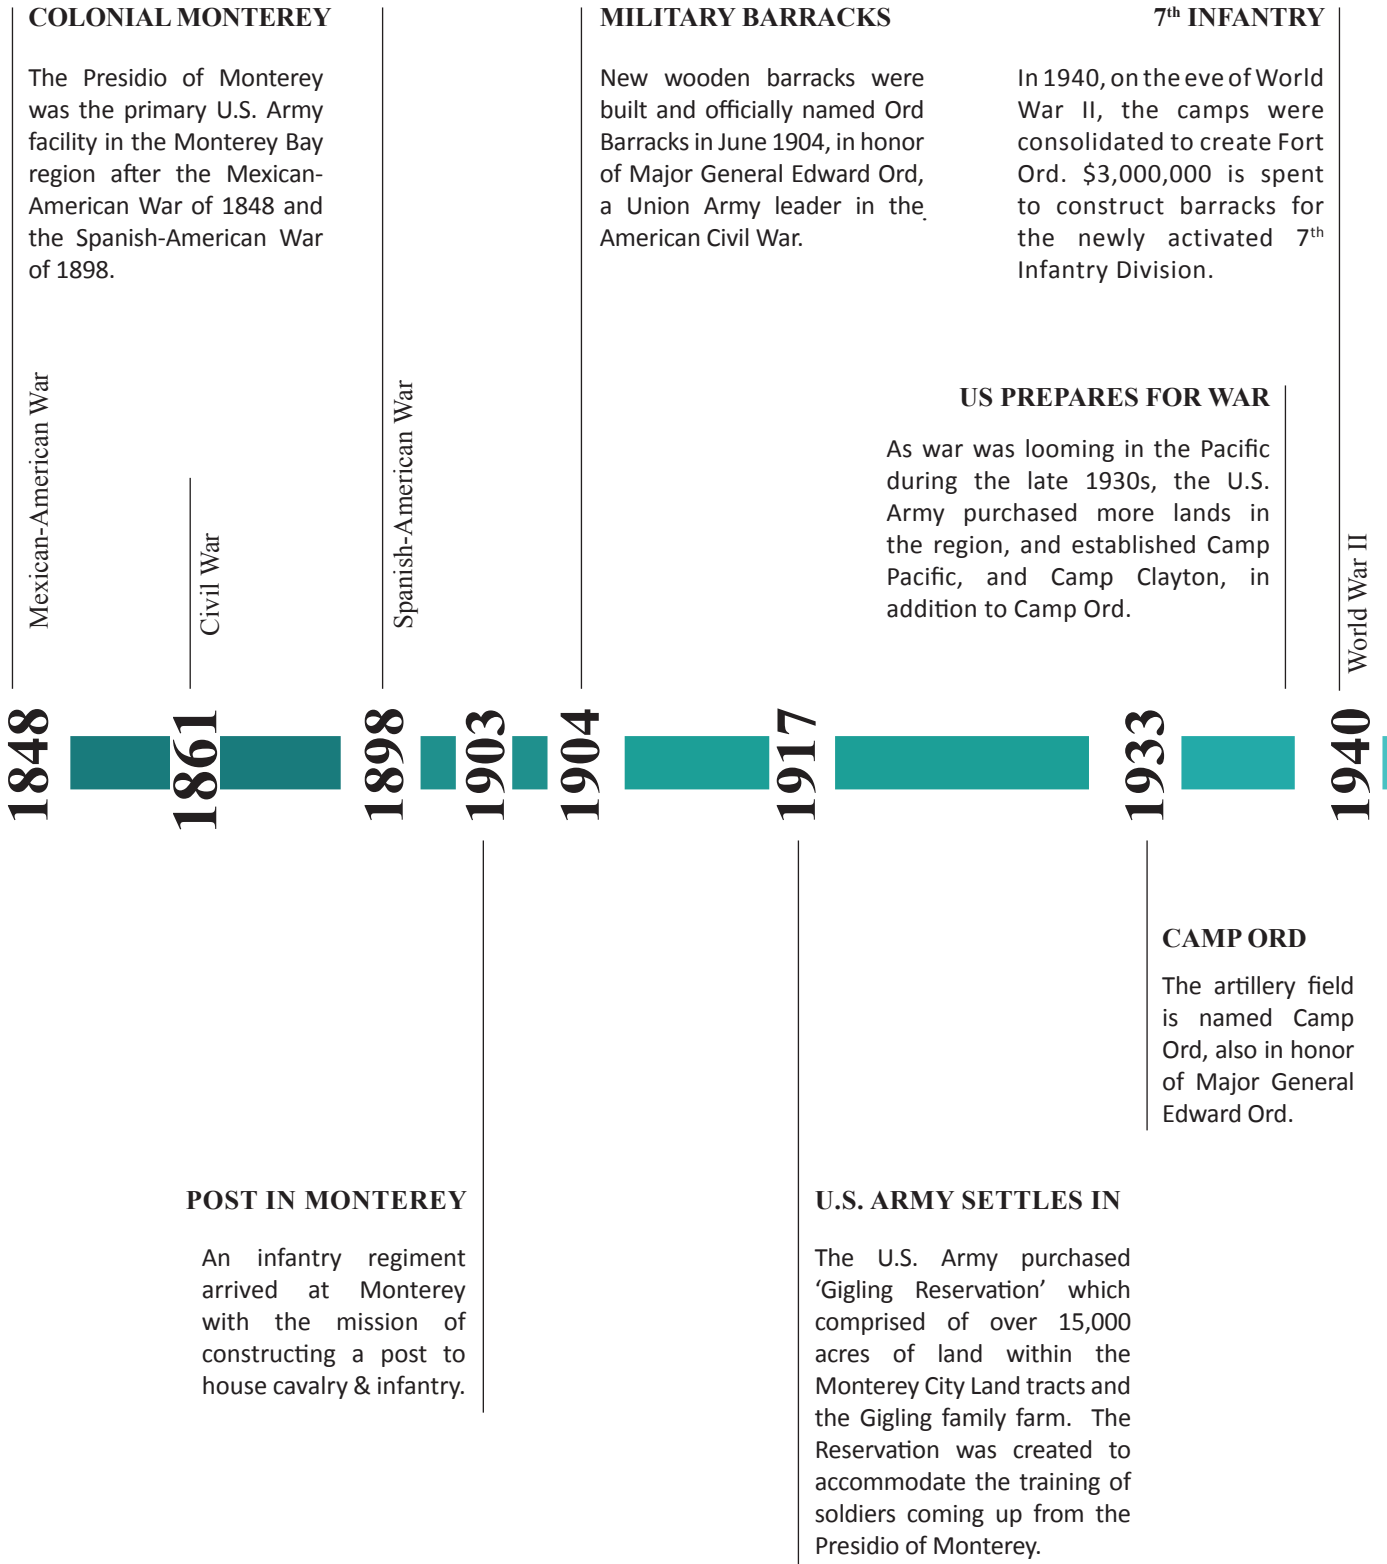 COLONIAL MONTEREY
The Presidio of Monterey
was the primary U.S. Army
facility in the Monterey Bay
region after the Mexican-
American War of 1848 and
the Spanish-American War
of 1898.
MILITARY BARRACKS
New wooden barracks were
built and officially named Ord
Barracks in June 1904, in honor
of Major General Edward Ord,
a Union Army leader in the
American Civil War.
7th INFANTRY
In 1940, on the eve of World
War II, the camps were
consolidated to create Fort
Ord. $3,000,000 is spent
to construct barracks for
the newly activated 7th
Infantry Division.
US PREPARES FOR WAR
As war was looming in the Pacific
during the late 1930s, the U.S.
Army purchased more lands in
the region, and established Camp
Pacific, and Camp Clayton, in
addition to Camp Ord.
Mexican-American War
Civil War
Spanish-American War
World War II
1848
1861
1898
1903
1904
1917
1933
1940
CAMP ORD
The artillery field
is named Camp
Ord, also in honor
of Major General
Edward Ord.
POST IN MONTEREY
An infantry regiment
arrived at Monterey
with the mission of
constructing a post to
house cavalry & infantry.
U.S. ARMY SETTLES IN
The U.S. Army purchased
‘Gigling Reservation’ which
comprised of over 15,000
acres of land within the
Monterey City Land tracts and
the Gigling family farm. The
Reservation was created to
accommodate the training of
soldiers coming up from the
Presidio of Monterey.